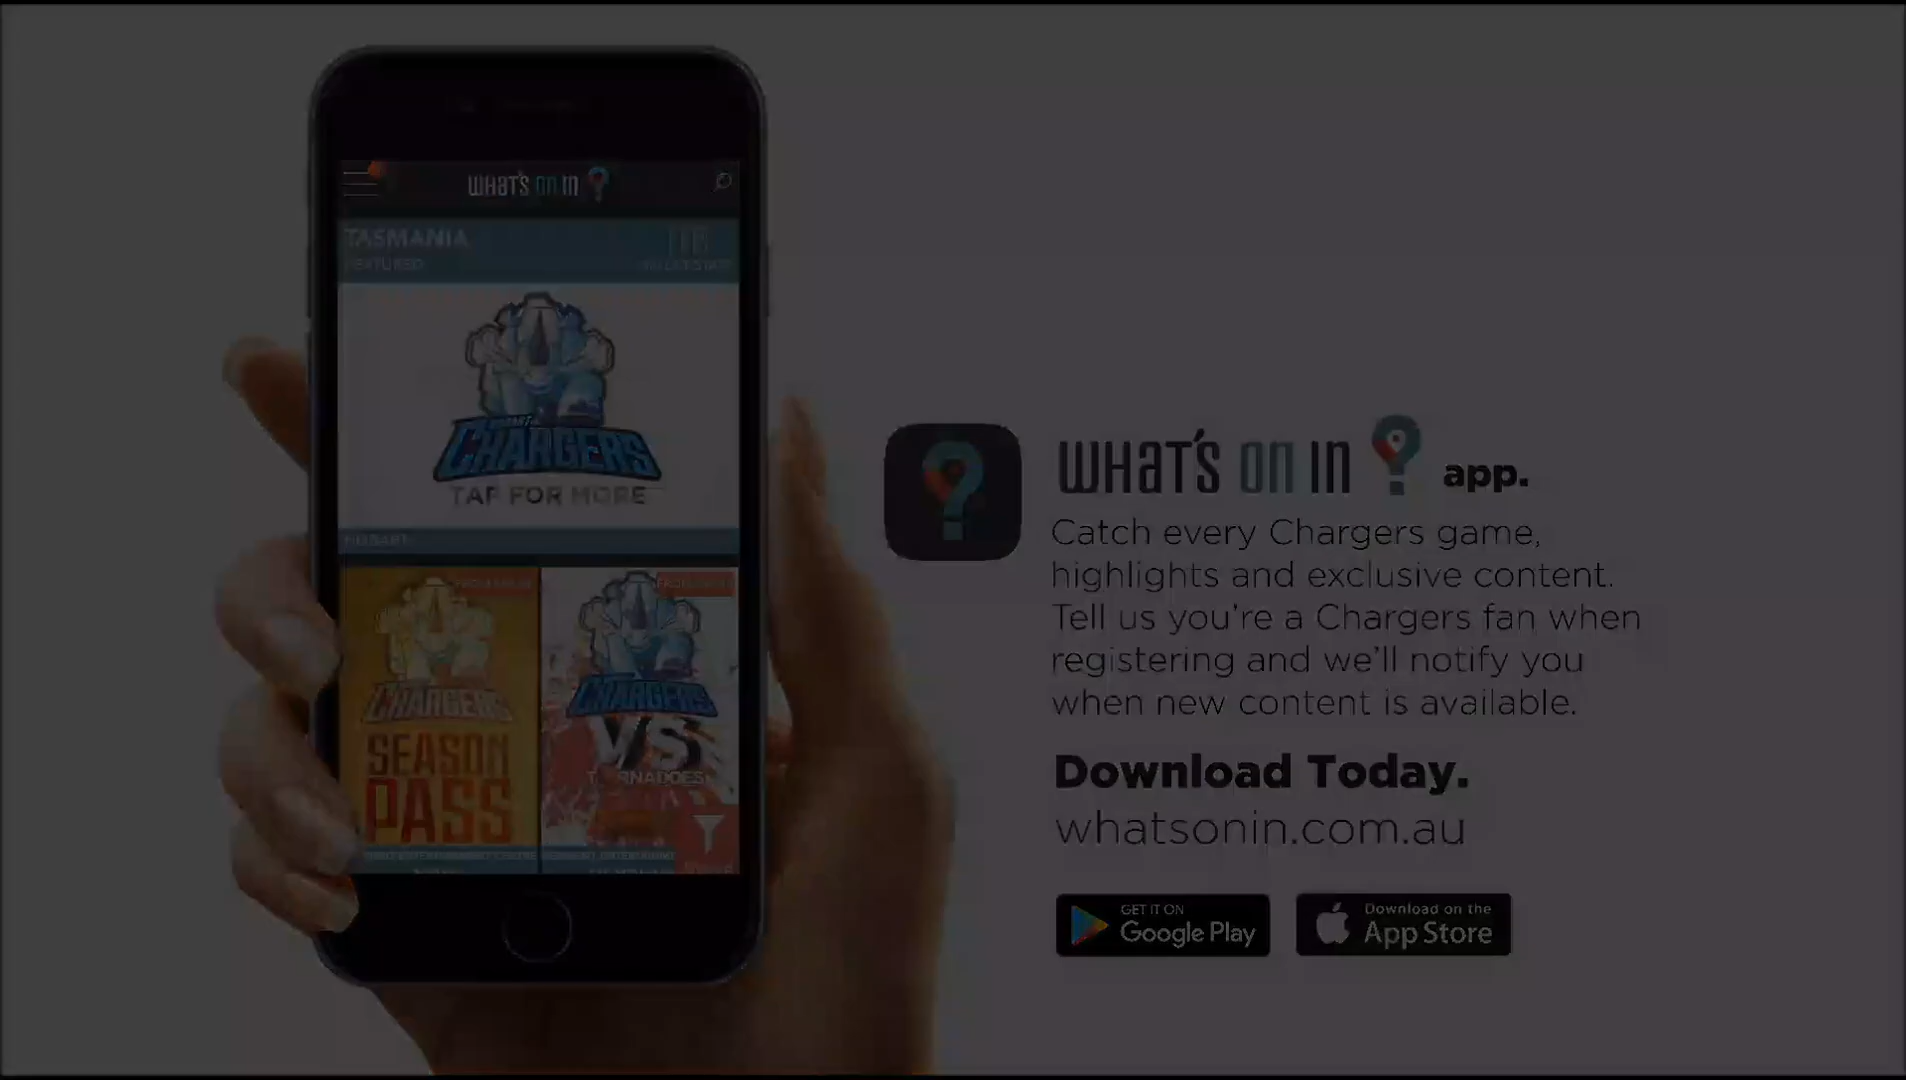 WHAT'S ON IN
TASMANIA
FEATURED
CHARGERS
TAP FOR MORE
HOBART
CHARGERS
SEASON
PASS
CHARGERS
VS
TORNADOES
WHAT'S ON IN ? app.
Catch every Chargers game,
highlights and exclusive content.
Tell us you're a Chargers fan when
registering and we'll notify you
when new content is available.
Download Today.
whatsonin.com.au
GET IT ON
Google Play
Download on the
App Store